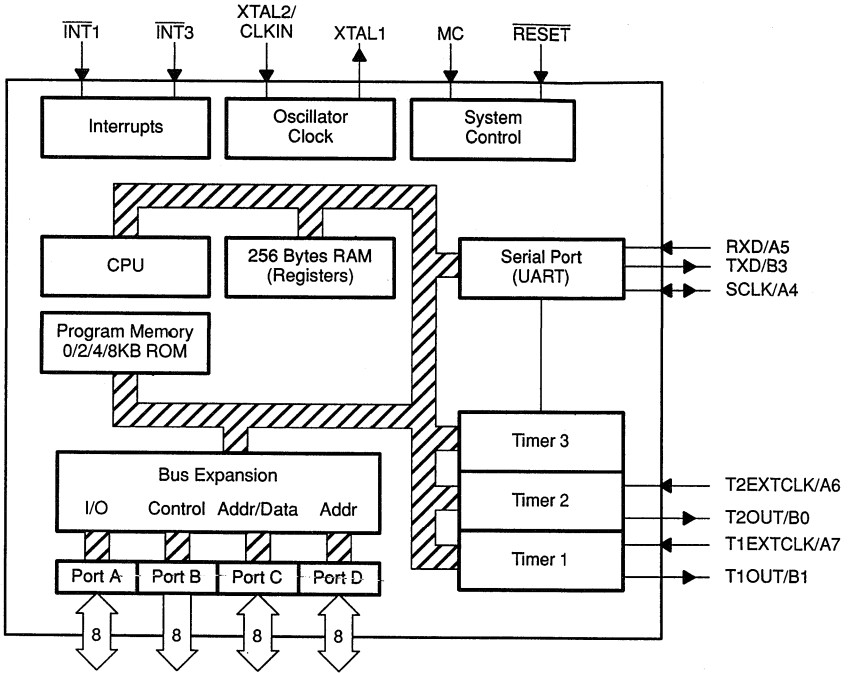 INT1
INT3
XTAL2/
CLKIN
XTAL1
MC
RESET
Interrupts
Oscillator
Clock
System
Control
CPU
256 Bytes RAM
(Registers)
Serial Port
(UART)
RXD/A5
TXD/B3
SCLK/A4
Program Memory
0/2/4/8KB ROM
Timer 3
Bus Expansion
I/O
Control
Addr/Data
Addr
Timer 2
T2EXTCLK/A6
T2OUT/B0
Timer 1
T1EXTCLK/A7
T1OUT/B1
Port A
Port B
Port C
Port D
8
8
8
8